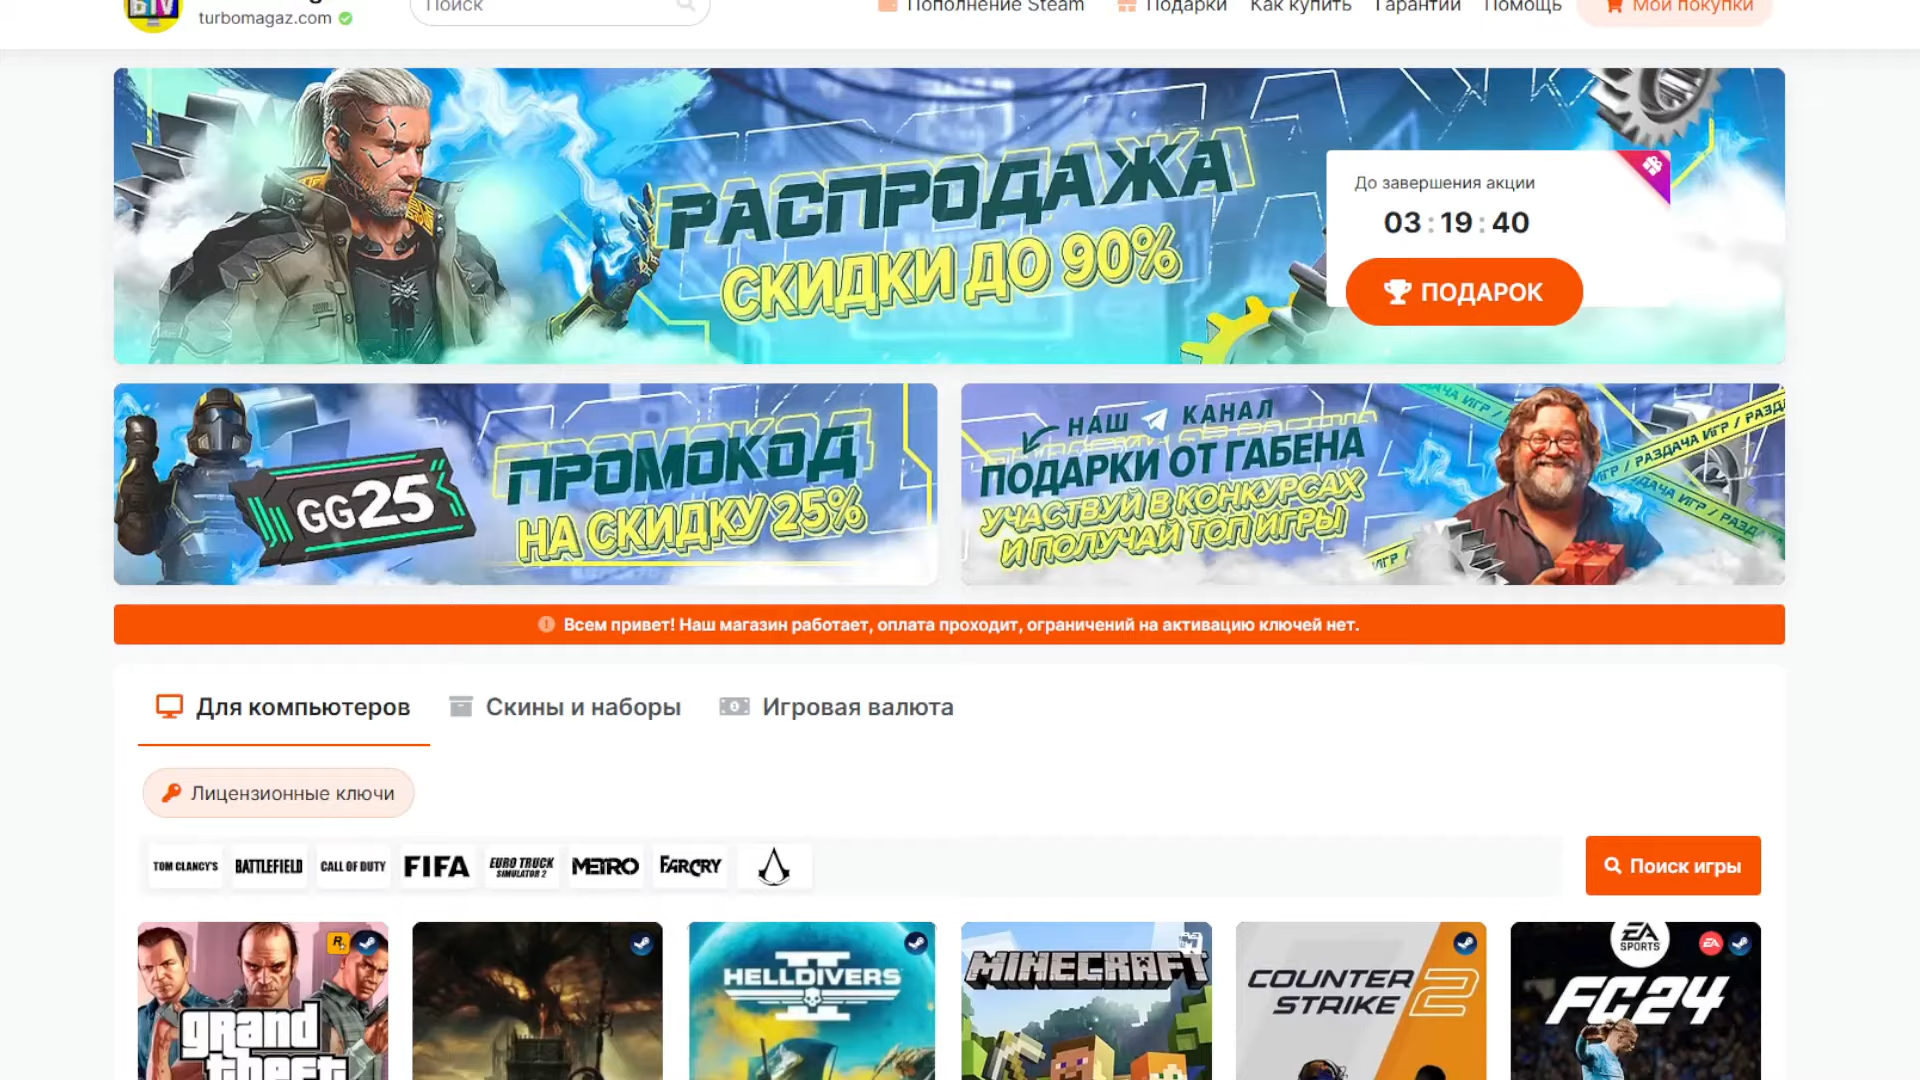 turbomagaz.com
Поиск
Пополнение Steam
Подарки
Как купить
Гарантии
Помощь
Мои покупки
РАСПРОДАЖА
СКИДКИ ДО 90%
До завершения акции
03 : 19 : 40
ПОДАРОК
GG25
ПРОМОКОД
НА СКИДКУ 25%
НАШ КАНАЛ
ПОДАРКИ ОТ ГАБЕНА
УЧАСТВУЙ В КОНКУРСАХ
И ПОЛУЧАЙ ТОП ИГРЫ
ИГР / РАЗДАЧА ИГР / РАЗДА
Всем привет! Наш магазин работает, оплата проходит, ограничений на активацию ключей нет.
Для компьютеров
Скины и наборы
Игровая валюта
Лицензионные ключи
TOM CLANCY'S
BATTLEFIELD
CALL OF DUTY
FIFA
EURO TRUCK
SIMULATOR 2
METRO
FARCRY
Поиск игры
grand
theft
HELLDIVERS
II
MINECRAFT
COUNTER
STRIKE 2
EA
SPORTS
FC24